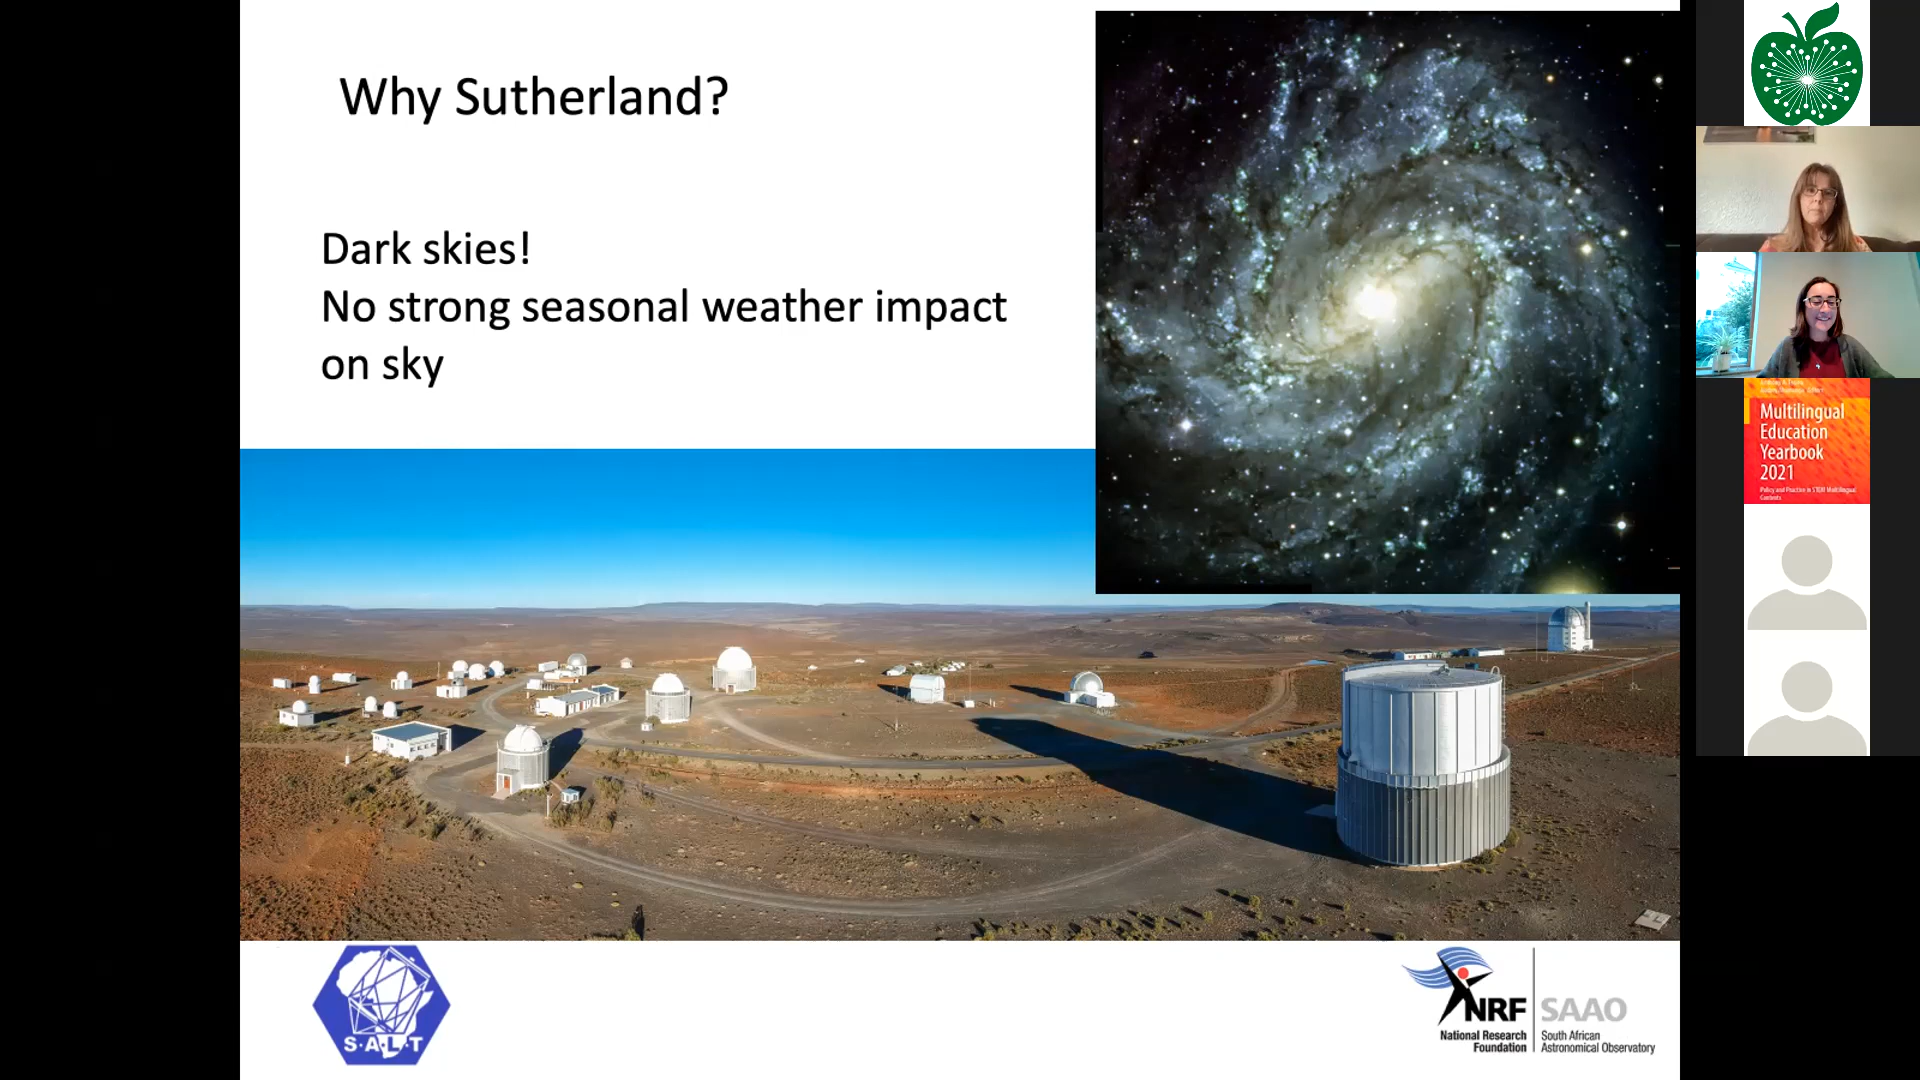 Why Sutherland?
Dark skies!
No strong seasonal weather impact
on sky
S·A·L·T
NRF
National Research
Foundation
SAAO
South African
Astronomical Observatory
Multilingual
Education
Yearbook
2021
Policy and Practice in STEM Multilingual
Contexts